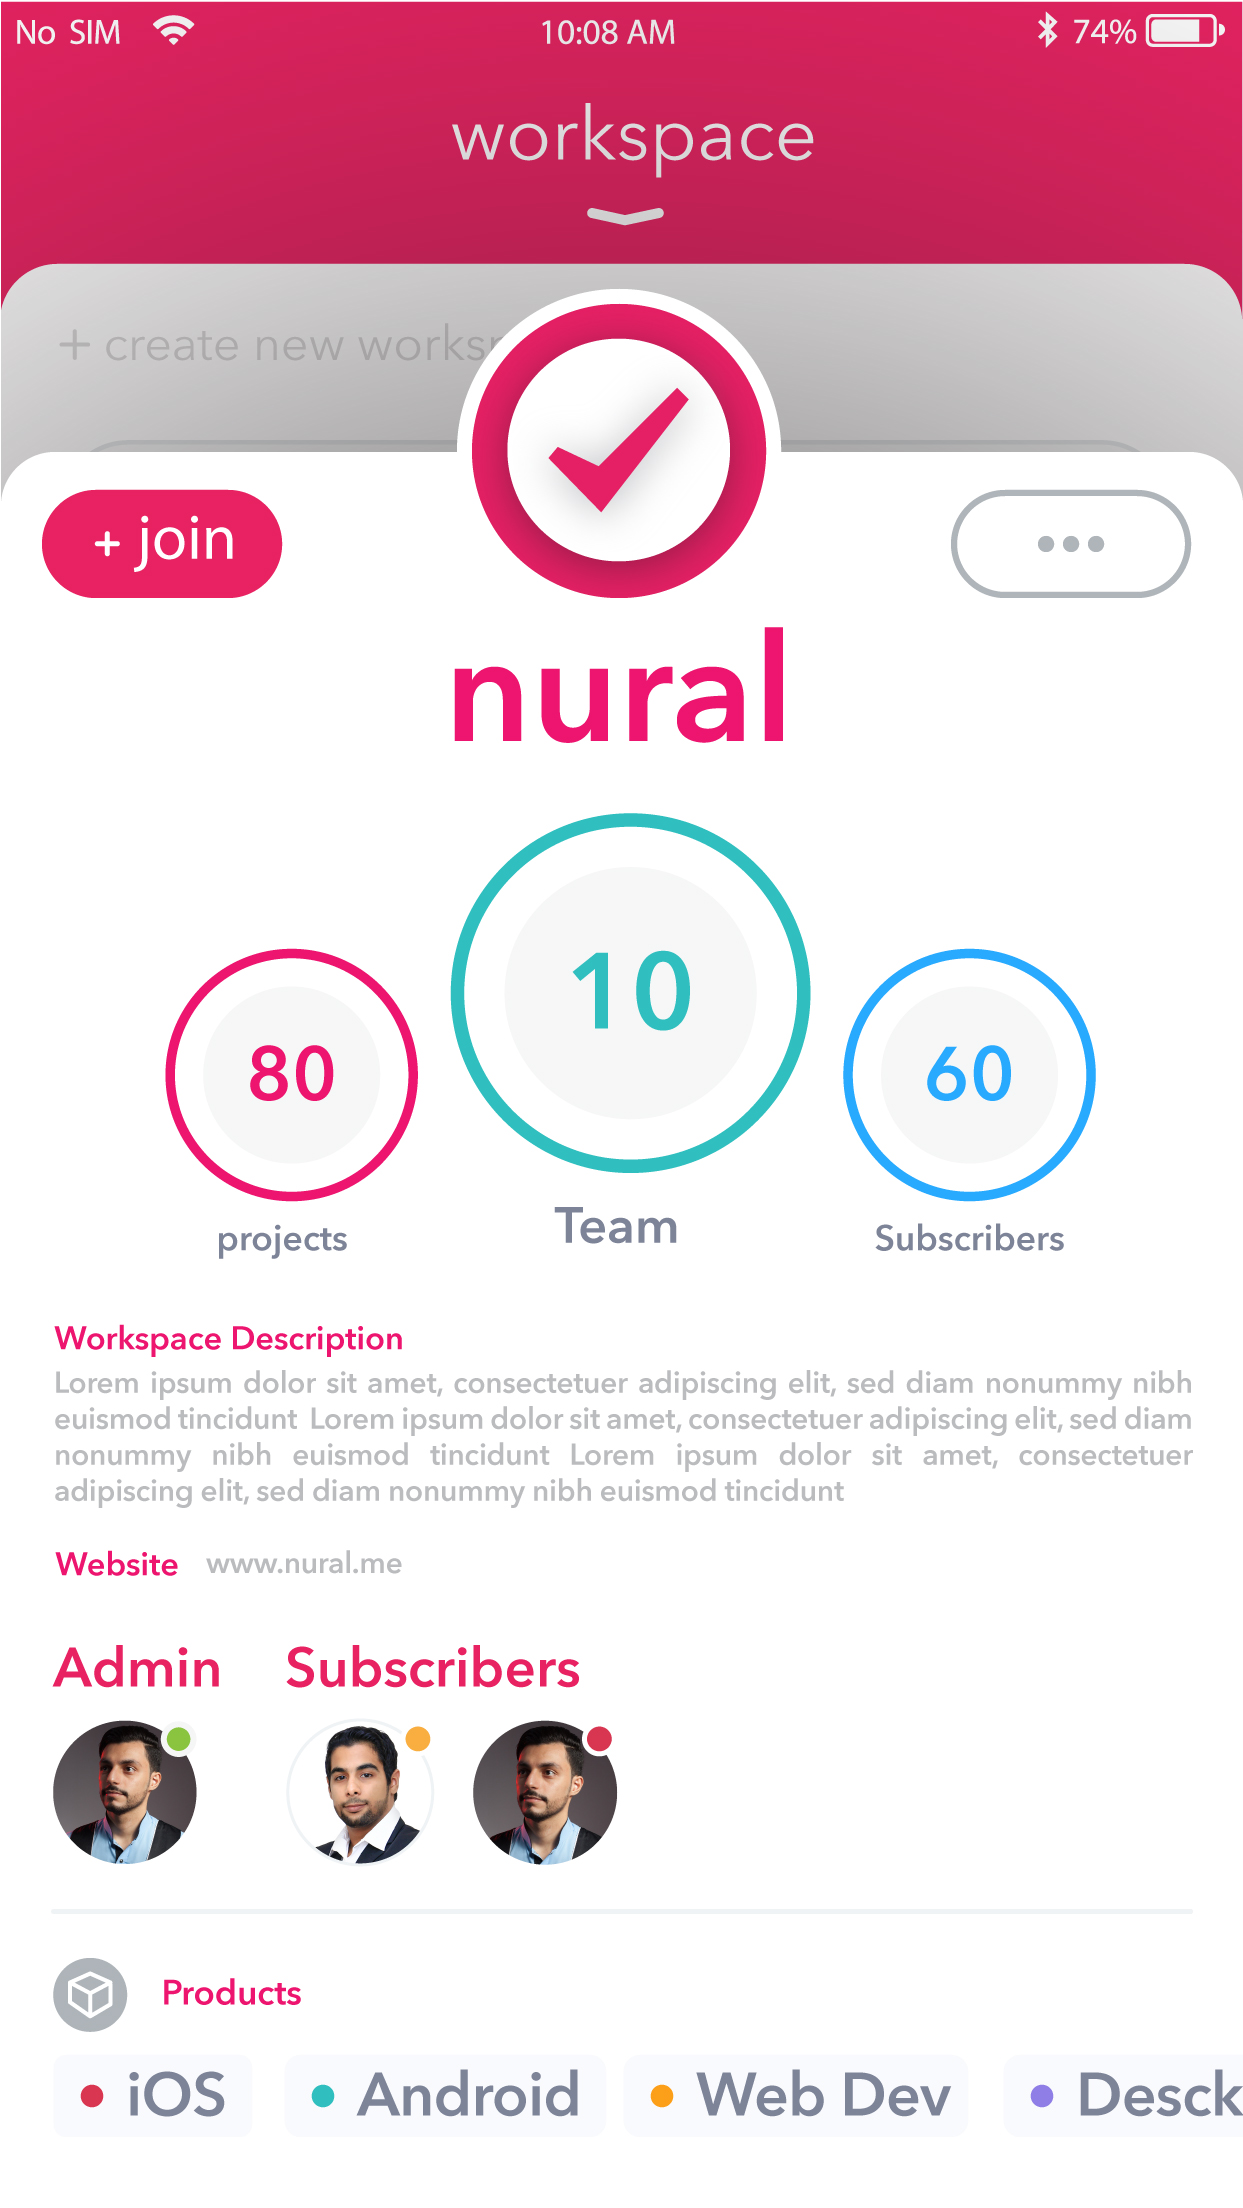 No SIM 10:08 AM 74%
workspace
+ create new works
+ join
nural
80
10
60
projects
Team
Subscribers
Workspace Description
Lorem ipsum dolor sit amet, consectetuer adipiscing elit, sed diam nonummy nibh
euismod tincidunt Lorem ipsum dolor sit amet, consectetuer adipiscing elit, sed diam
nonummy nibh euismod tincidunt Lorem ipsum dolor sit amet, consectetuer
adipiscing elit, sed diam nonummy nibh euismod tincidunt
Website www.nural.me
Admin Subscribers
Products
iOS Android Web Dev Desck